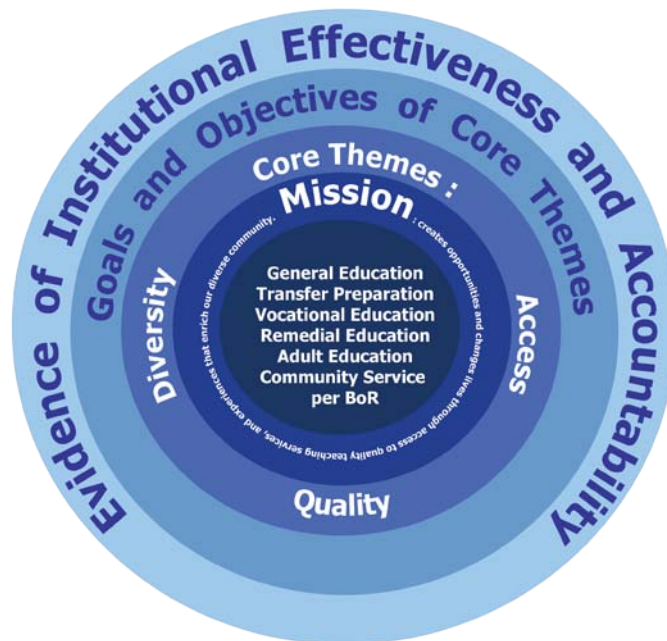 Evidence of Institutional Effectiveness and Accountability
Goals and Objectives of Core Themes
Core Themes :
Diversity
Access
Quality
Mission
: creates opportunities and changes lives through access to quality teaching services, and experiences that enrich our diverse community.
General Education
Transfer Preparation
Vocational Education
Remedial Education
Adult Education
Community Service
per BoR